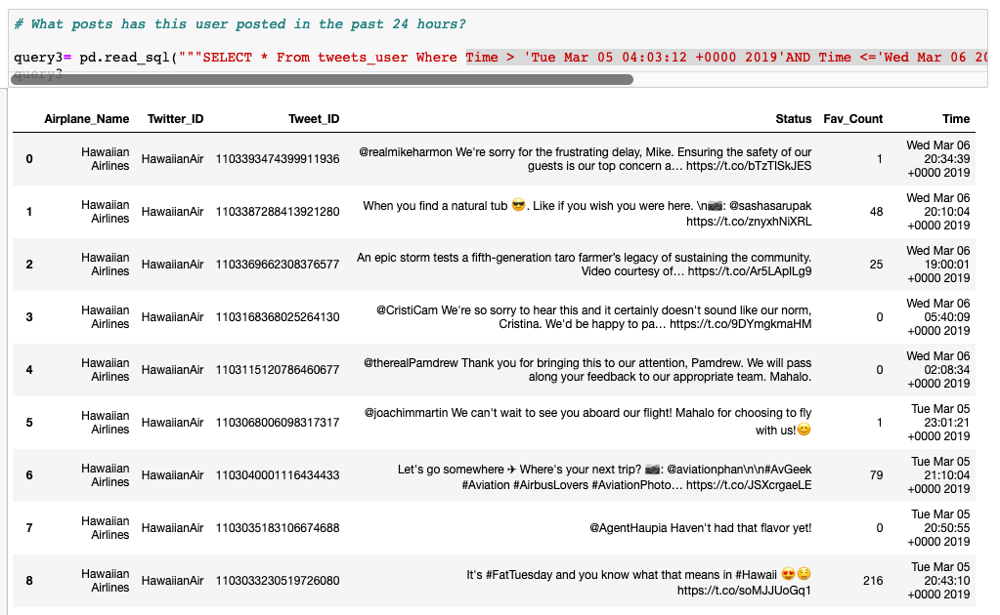 # What posts has this user posted in the past 24 hours?
query3= pd.read_sql("""SELECT * From tweets_user Where Time > 'Tue Mar 05 04:03:12 +0000 2019'AND Time <='Wed Mar 06 20
query3
Airplane_Name Twitter_ID Tweet_ID Status Fav_Count Time
0 Hawaiian Airlines HawaiianAir 1103393474399911936 @realmikeharmon We're sorry for the frustrating delay, Mike. Ensuring the safety of our guests is our top concern a… https://t.co/bTzTISkJES 1 Wed Mar 06 20:34:39 +0000 2019
1 Hawaiian Airlines HawaiianAir 1103387288413921280 When you find a natural tub 😎. Like if you wish you were here. \n📷: @sashasarupak https://t.co/znyxhNiXRL 48 Wed Mar 06 20:10:04 +0000 2019
2 Hawaiian Airlines HawaiianAir 1103369662308376577 An epic storm tests a fifth-generation taro farmer's legacy of sustaining the community. Video courtesy of… https://t.co/Ar5LAplLg9 25 Wed Mar 06 19:00:01 +0000 2019
3 Hawaiian Airlines HawaiianAir 1103168368025264130 @CristiCam We're so sorry to hear this and it certainly doesn't sound like our norm, Cristina. We'd be happy to pa… https://t.co/9DYmgkmaHM 0 Wed Mar 06 05:40:09 +0000 2019
4 Hawaiian Airlines HawaiianAir 1103115120786460677 @therealPamdrew Thank you for bringing this to our attention, Pamdrew. We will pass along your feedback to our appropriate team. Mahalo. 0 Wed Mar 06 02:08:34 +0000 2019
5 Hawaiian Airlines HawaiianAir 1103068006098317317 @joachimmartin We can't wait to see you aboard our flight! Mahalo for choosing to fly with us!😊 1 Tue Mar 05 23:01:21 +0000 2019
6 Hawaiian Airlines HawaiianAir 1103040001116434433 Let's go somewhere ✈ Where's your next trip? 📷: @aviationphan\n\n#AvGeek #Aviation #AirbusLovers #AviationPhoto… https://t.co/JSXcrgaeLE 79 Tue Mar 05 21:10:04 +0000 2019
7 Hawaiian Airlines HawaiianAir 1103035183106674688 @AgentHaupia Haven't had that flavor yet! 0 Tue Mar 05 20:50:55 +0000 2019
8 Hawaiian Airlines HawaiianAir 1103033230519726080 It's #FatTuesday and you know what that means in #Hawaii 😍😋 https://t.co/soMJJUoGq1 216 Tue Mar 05 20:43:10 +0000 2019